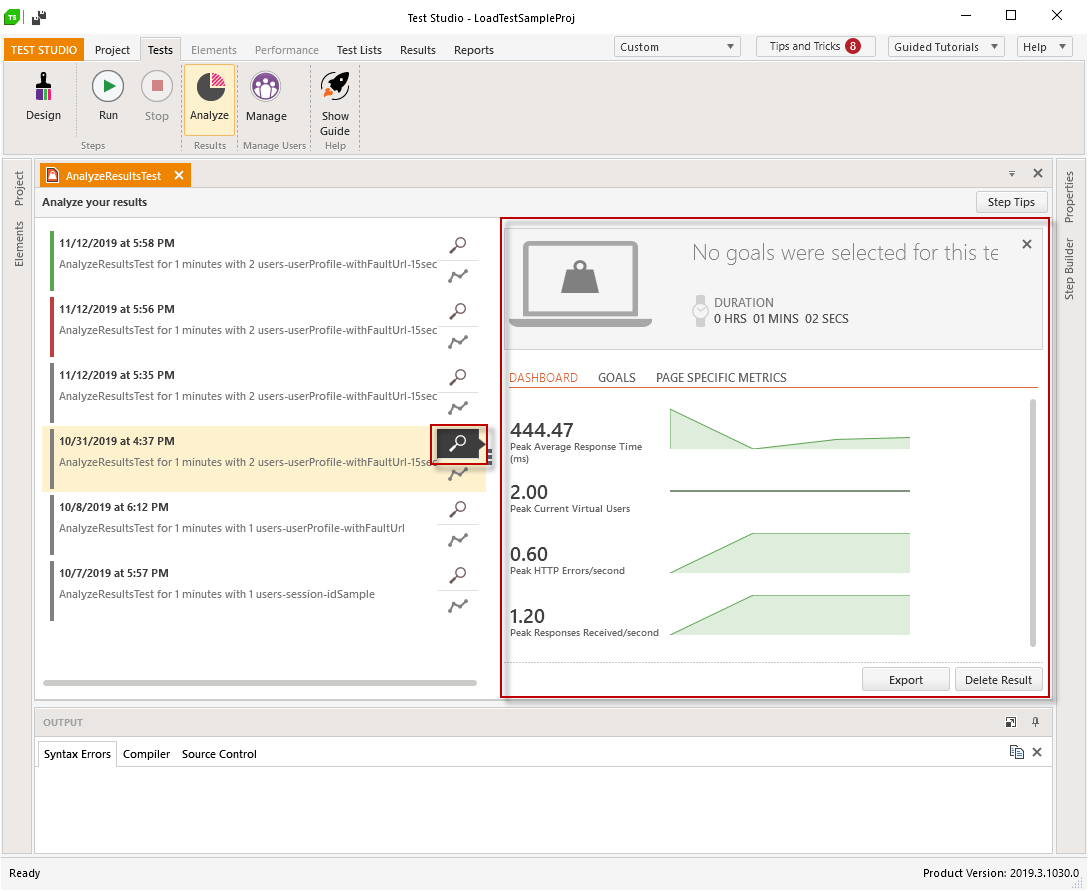 TS
Test Studio - LoadTestSampleProj
TEST STUDIO Project Tests Elements Performance Test Lists Results Reports Custom Tips and Tricks 8 Guided Tutorials Help
Design Run Stop Analyze Manage Show Guide
Steps Results Manage Users Help
Project
Elements
AnalyzeResultsTest
Analyze your results Step Tips
11/12/2019 at 5:58 PM
AnalyzeResultsTest for 1 minutes with 2 users-userProfile-withFaultUrl-15sec
11/12/2019 at 5:56 PM
AnalyzeResultsTest for 1 minutes with 2 users-userProfile-withFaultUrl-15sec
11/12/2019 at 5:35 PM
AnalyzeResultsTest for 1 minutes with 2 users-userProfile-withFaultUrl-15sec
10/31/2019 at 4:37 PM
AnalyzeResultsTest for 1 minutes with 2 users-userProfile-withFaultUrl-15sec
10/8/2019 at 6:12 PM
AnalyzeResultsTest for 1 minutes with 1 users-userProfile-withFaultUrl
10/7/2019 at 5:57 PM
AnalyzeResultsTest for 1 minutes with 1 users-session-idSample
No goals were selected for this te
DURATION
0 HRS 01 MINS 02 SECS
DASHBOARD GOALS PAGE SPECIFIC METRICS
444.47
Peak Average Response Time
(ms)
2.00
Peak Current Virtual Users
0.60
Peak HTTP Errors/second
1.20
Peak Responses Received/second
Export Delete Result
Properties
Step Builder
OUTPUT
Syntax Errors Compiler Source Control
Ready Product Version: 2019.3.1030.0